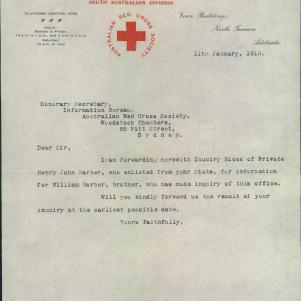 SOUTH AUSTRALIAN DIVISION
TELEPHONE: CENTRAL
AUSTRALIAN RED CROSS SOCIETY
Verco Buildings,
North Terrace
Adelaide
11th January, 1916.
Honorary Secretary,
Information Bureau.
Australian Red Cross Society,
Woodstock Chambers,
88 Pitt Street,
Sydney.
Dear Sir,
I am forwarding herewith Inquiry Block of Private
Henry John Barber, who enlisted from your State, for information
for William Barber, brother, who has made inquiry of this office.
Will you kindly forward us the result of your
inquiry at the earliest possible date.
Yours faithfully,